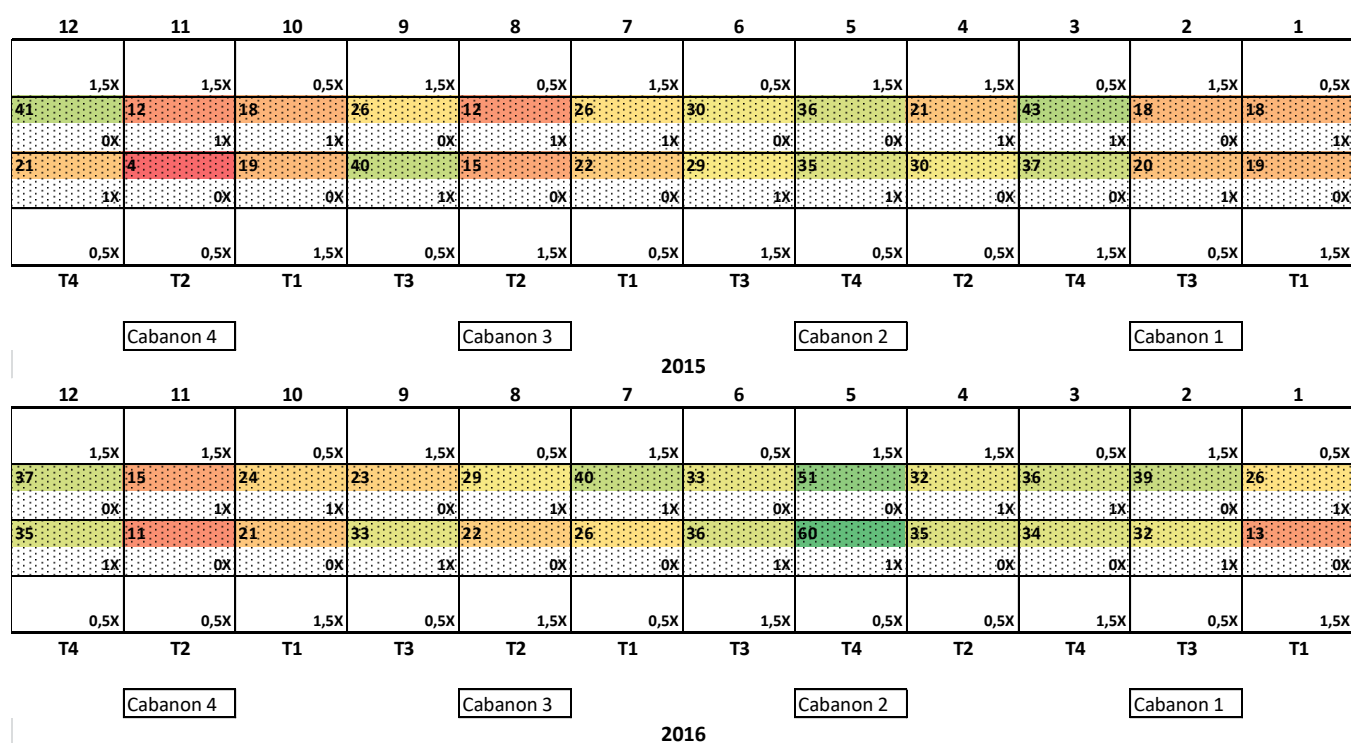 12 11 10 9 8 7 6 5 4 3 2 1
1,5X 1,5X 0,5X 1,5X 0,5X 1,5X 0,5X 1,5X 1,5X 0,5X 1,5X 0,5X
41 12 18 26 12 26 30 36 21 43 18 18
0X 1X 1X 0X 1X 1X 0X 0X 1X 1X 0X 1X
21 4 19 40 15 22 29 35 30 37 20 19
1X 0X 0X 1X 0X 0X 1X 1X 0X 0X 1X 0X
0,5X 0,5X 1,5X 0,5X 1,5X 0,5X 1,5X 0,5X 0,5X 1,5X 0,5X 1,5X
T4 T2 T1 T3 T2 T1 T3 T4 T2 T4 T3 T1
Cabanon 4 Cabanon 3 Cabanon 2 Cabanon 1
2015
12 11 10 9 8 7 6 5 4 3 2 1
1,5X 1,5X 0,5X 1,5X 0,5X 1,5X 0,5X 1,5X 1,5X 0,5X 1,5X 0,5X
37 15 24 23 29 40 33 51 32 36 39 26
0X 1X 1X 0X 1X 1X 0X 0X 1X 1X 0X 1X
35 11 21 33 22 26 36 60 35 34 32 13
1X 0X 0X 1X 0X 0X 1X 1X 0X 0X 1X 0X
0,5X 0,5X 1,5X 0,5X 1,5X 0,5X 1,5X 0,5X 0,5X 1,5X 0,5X 1,5X
T4 T2 T1 T3 T2 T1 T3 T4 T2 T4 T3 T1
Cabanon 4 Cabanon 3 Cabanon 2 Cabanon 1
2016